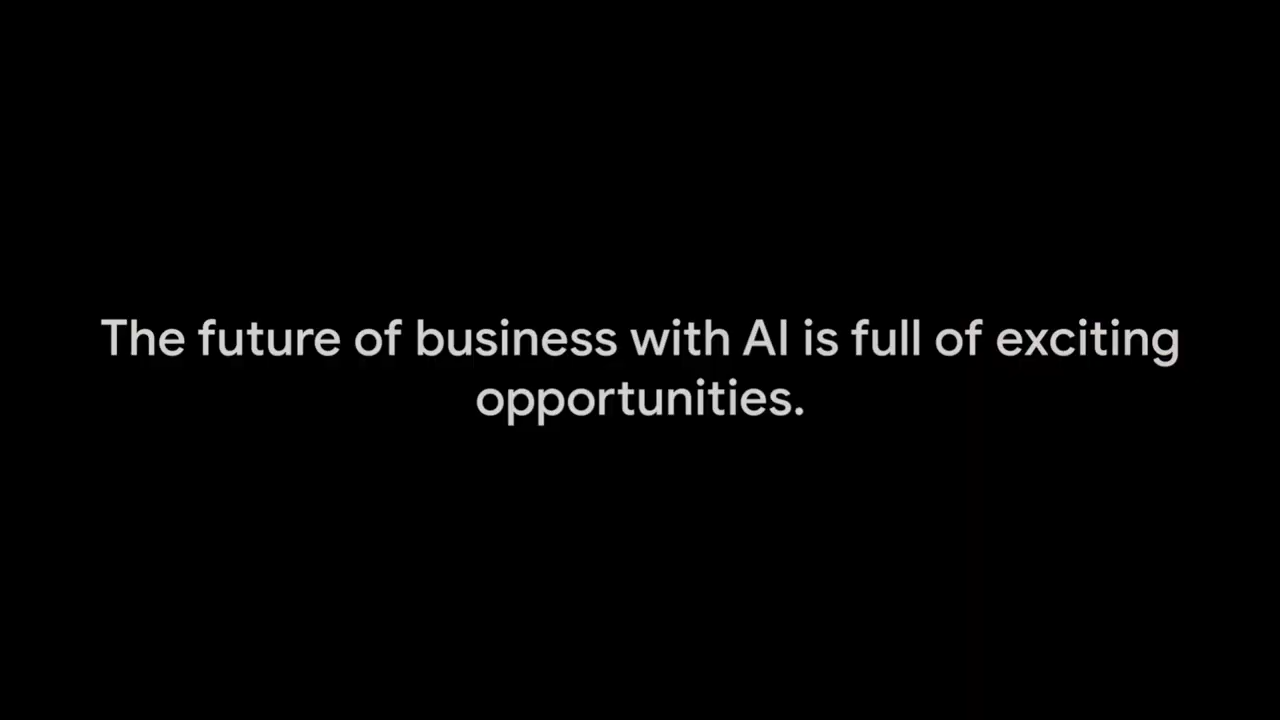 The future of business with AI is full of exciting
opportunities.